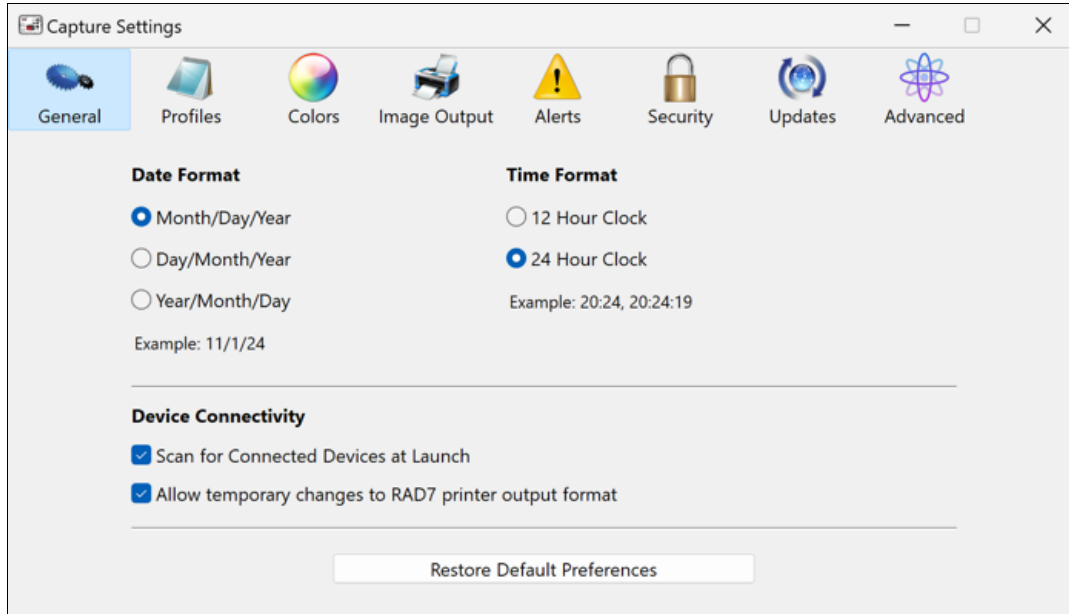 Capture Settings
General
Profiles
Colors
Image Output
Alerts
Security
Updates
Advanced
Date Format
Month/Day/Year
Day/Month/Year
Year/Month/Day
Example: 11/1/24
Time Format
12 Hour Clock
24 Hour Clock
Example: 20:24, 20:24:19
Device Connectivity
Scan for Connected Devices at Launch
Allow temporary changes to RAD7 printer output format
Restore Default Preferences